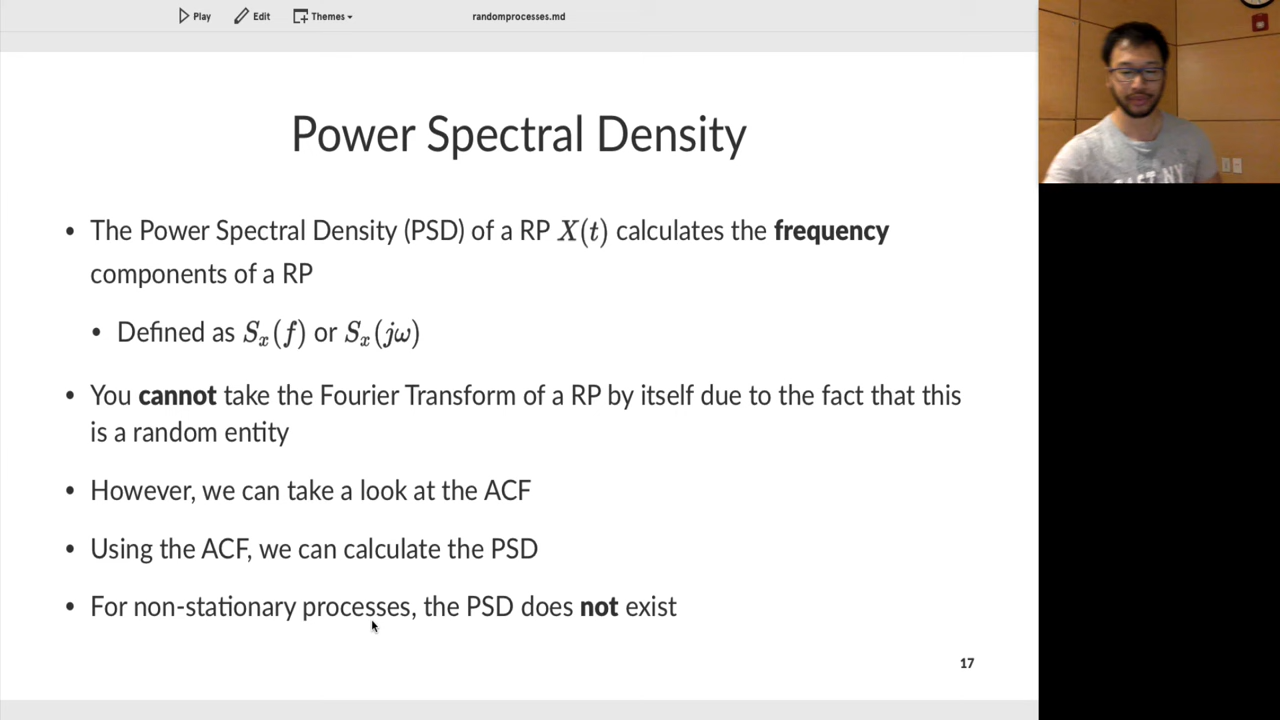 Play Edit Themes randomprocesses.md
Power Spectral Density
• The Power Spectral Density (PSD) of a RP X(t) calculates the frequency
components of a RP
• Defined as Sₓ(f) or Sₓ(jω)
• You cannot take the Fourier Transform of a RP by itself due to the fact that this
is a random entity
• However, we can take a look at the ACF
• Using the ACF, we can calculate the PSD
• For non-stationary processes, the PSD does not exist
17